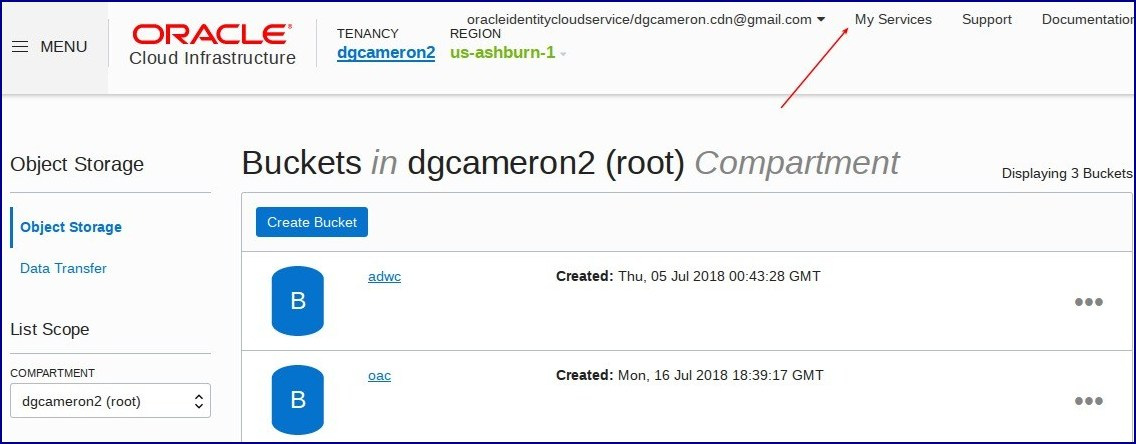 oracleidentitycloudservice/dgcameron.cdn@gmail.com My Services Support Documentation
MENU
ORACLE®
Cloud Infrastructure
TENANCY
dgcameron2
REGION
us-ashburn-1
Object Storage
Object Storage
Data Transfer
List Scope
COMPARTMENT
dgcameron2 (root)
Buckets in dgcameron2 (root) Compartment
Displaying 3 Buckets
Create Bucket
B adwc Created: Thu, 05 Jul 2018 00:43:28 GMT
B oac Created: Mon, 16 Jul 2018 18:39:17 GMT